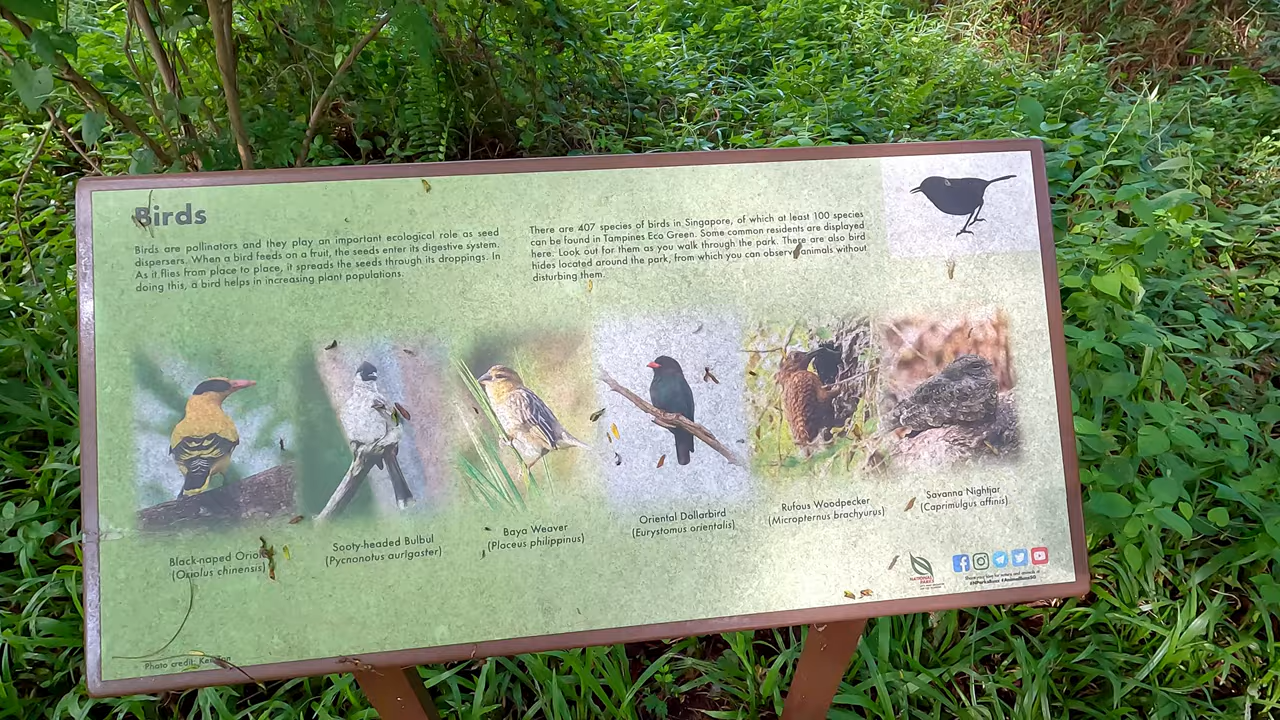 Birds
Birds are pollinators and they play an important ecological role as seed
dispersers. When a bird feeds on a fruit, the seeds enter its digestive system.
As it flies from place to place, it spreads the seeds through its droppings. In
doing this, a bird helps in increasing plant populations.
There are 407 species of birds in Singapore, of which at least 100 species
can be found in Tampines Eco Green. Some common residents are displayed
here. Look out for them as you walk through the park. There are also bird
hides located around the park, from which you can observe animals without
disturbing them.
Black-naped Oriole
(Oriolus chinensis)
Sooty-headed Bulbul
(Pycnonotus aurigaster)
Baya Weaver
(Ploceus philippinus)
Oriental Dollarbird
(Eurystomus orientalis)
Rufous Woodpecker
(Micropternus brachyurus)
Savanna Nightjar
(Caprimulgus affinis)
Photo credit:
NATIONAL
PARKS